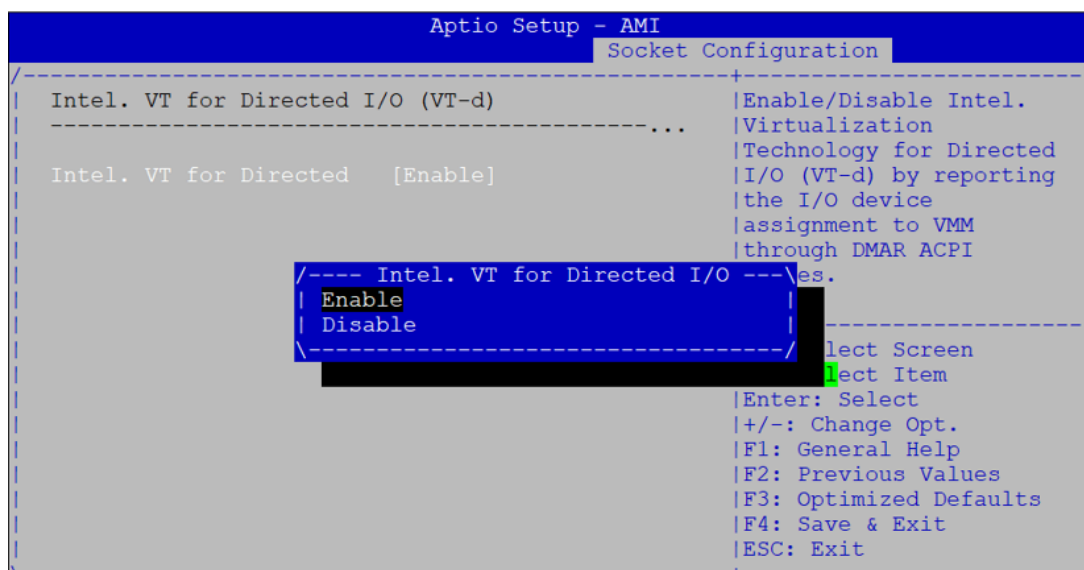 Aptio Setup – AMI
Socket Configuration
Intel. VT for Directed I/O (VT-d)
...
Intel. VT for Directed [Enable]
Enable/Disable Intel.
Virtualization
Technology for Directed
I/O (VT-d) by reporting
the I/O device
assignment to VMM
through DMAR ACPI
es.
Intel. VT for Directed I/O
Enable
Disable
lect Screen
lect Item
Enter: Select
+/-: Change Opt.
F1: General Help
F2: Previous Values
F3: Optimized Defaults
F4: Save & Exit
ESC: Exit